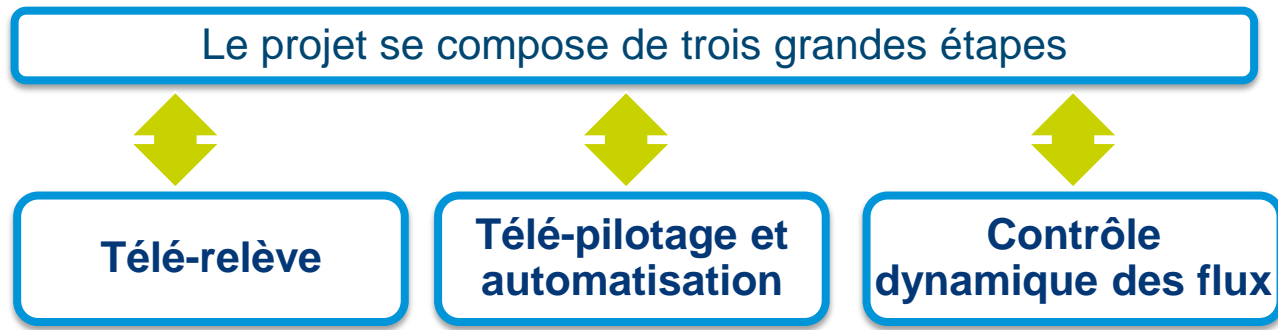 Le projet se compose de trois grandes étapes
Télé-relève
Télé-pilotage et
automatisation
Contrôle
dynamique des flux